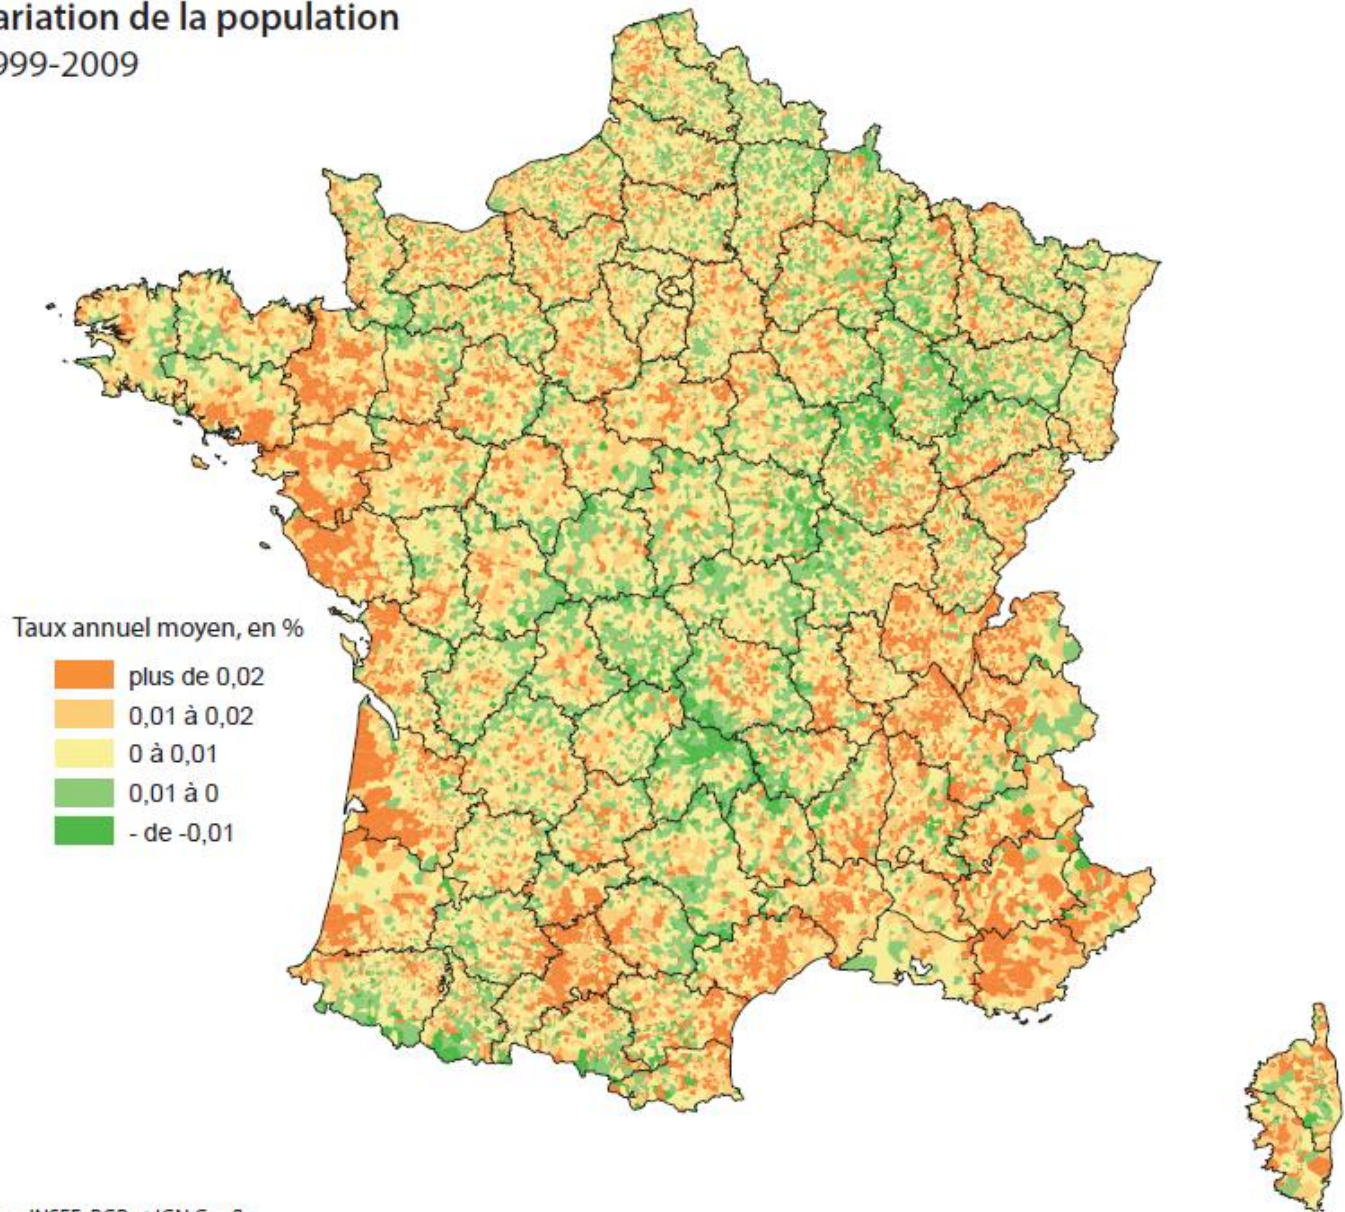 ariation de la population
999-2009
Taux annuel moyen, en %
plus de 0,02
0,01 à 0,02
0 à 0,01
0,01 à 0
- de -0,01